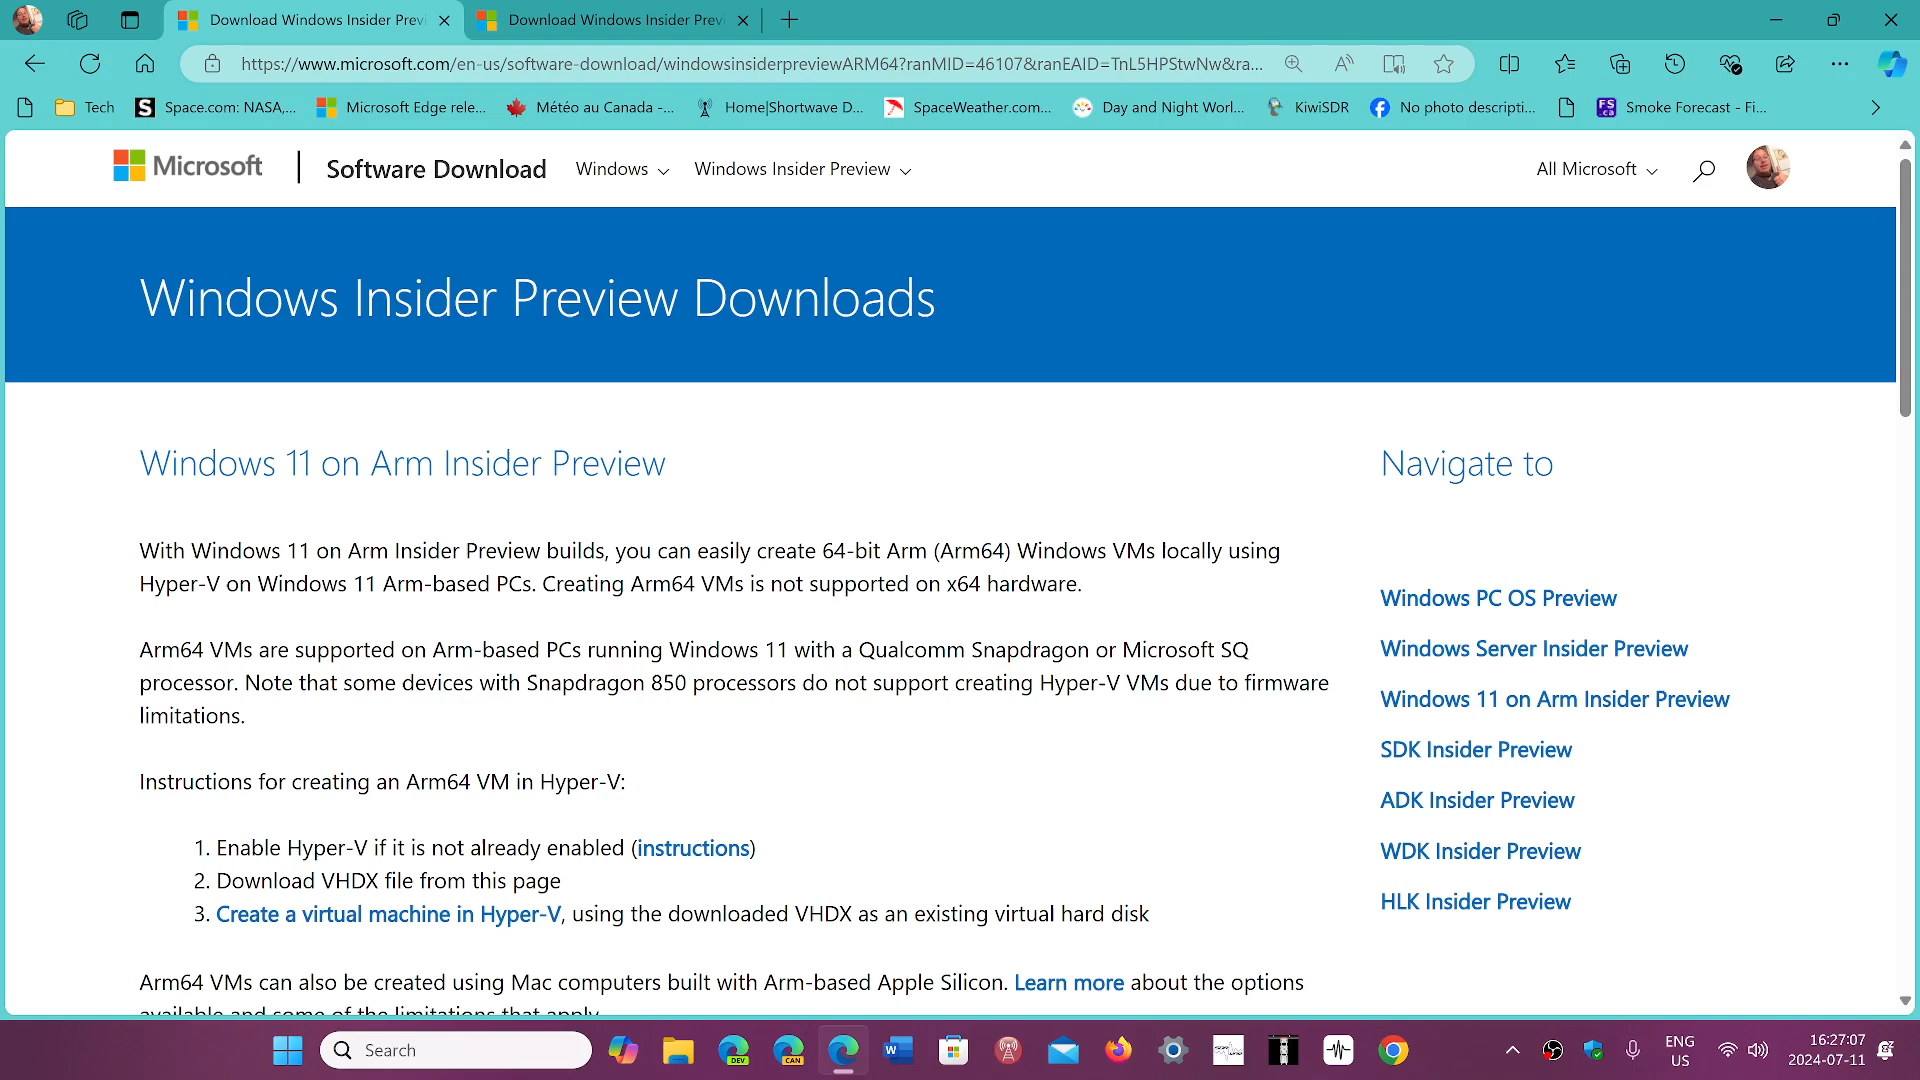 Download Windows Insider Previ
Download Windows Insider Previ
https://www.microsoft.com/en-us/software-download/windowsinsiderpreviewARM64?ranMID=46107&ranEAID=TnL5HPStwNw&ra...
Tech
S
Space.com: NASA,...
Microsoft Edge rele...
Météo au Canada -...
Home|Shortwave D...
SpaceWeather.com...
Day and Night Worl...
KiwiSDR
No photo descripti...
FS.ca
Smoke Forecast - Fi...
Microsoft
Software Download
Windows
Windows Insider Preview
All Microsoft
Windows Insider Preview Downloads
Windows 11 on Arm Insider Preview
With Windows 11 on Arm Insider Preview builds, you can easily create 64-bit Arm (Arm64) Windows VMs locally using
Hyper-V on Windows 11 Arm-based PCs. Creating Arm64 VMs is not supported on x64 hardware.
Arm64 VMs are supported on Arm-based PCs running Windows 11 with a Qualcomm Snapdragon or Microsoft SQ
processor. Note that some devices with Snapdragon 850 processors do not support creating Hyper-V VMs due to firmware
limitations.
Instructions for creating an Arm64 VM in Hyper-V:
1. Enable Hyper-V if it is not already enabled (instructions)
2. Download VHDX file from this page
3. Create a virtual machine in Hyper-V, using the downloaded VHDX as an existing virtual hard disk
Arm64 VMs can also be created using Mac computers built with Arm-based Apple Silicon. Learn more about the options
available and some of the limitations that apply.
Navigate to
Windows PC OS Preview
Windows Server Insider Preview
Windows 11 on Arm Insider Preview
SDK Insider Preview
ADK Insider Preview
WDK Insider Preview
HLK Insider Preview
Search
DEV
CAN
W
ENG
US
16:27:07
2024-07-11